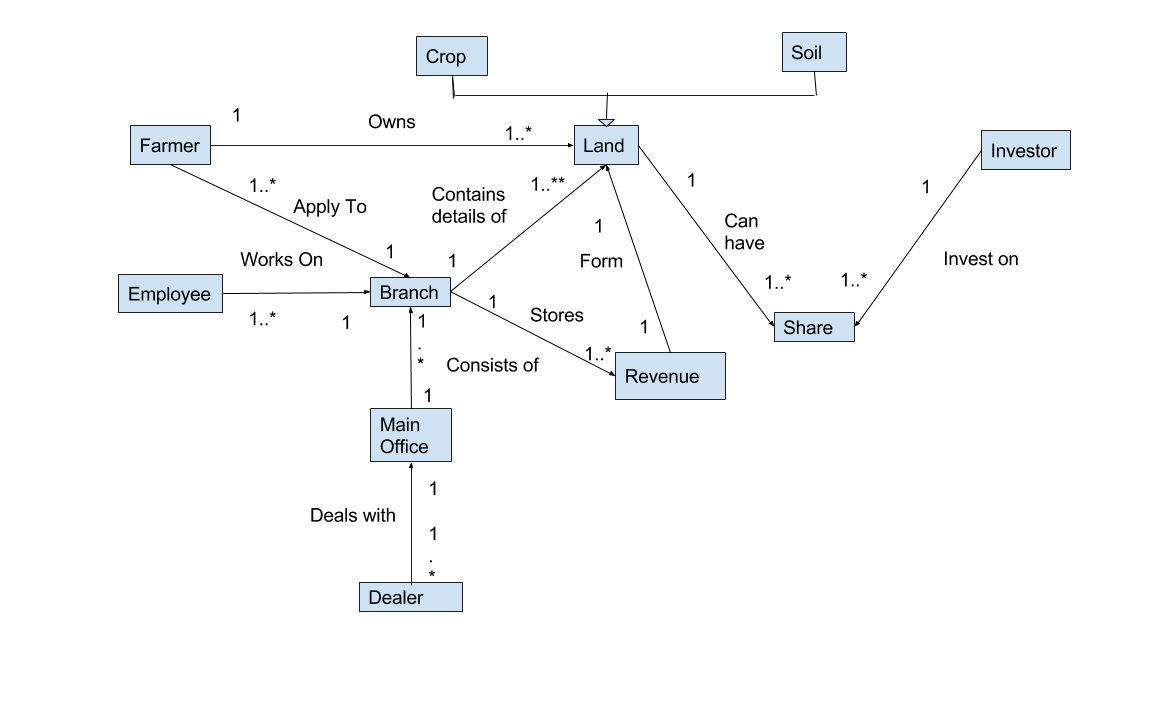 Crop
Soil
1
Owns
1..*
Farmer
Land
Investor
1..*
Apply To
Contains
details of
1..**
1
1
Can
have
1
Works On
1
1
Form
Invest on
Employee
Branch
1..*
1..*
1..*
1
1
Stores
1
Share
1
.
*
Consists of
1..*
Revenue
1
Main
Office
1
Deals with
1
.
*
Dealer